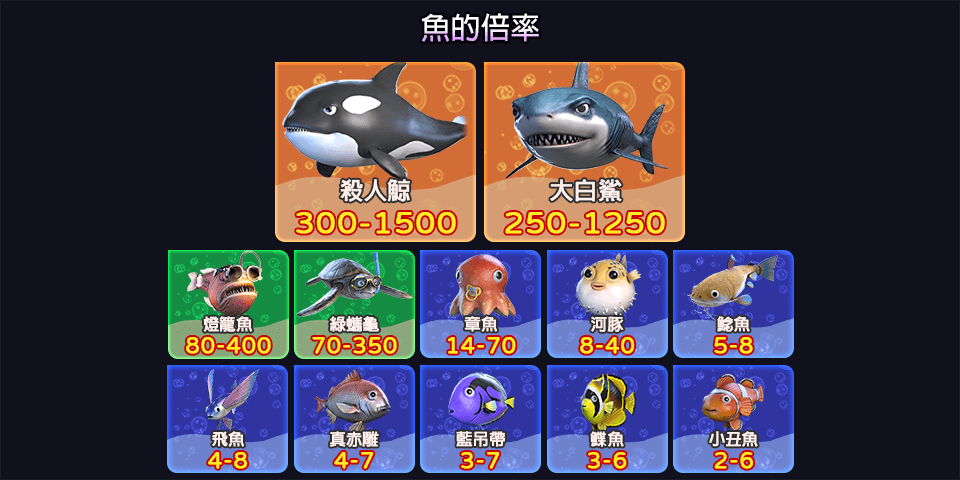 魚的倍率
殺人鯨
300-1500
大白鯊
250-1250
燈籠魚
80-400
綠蠵龜
70-350
章魚
14-70
河豚
8-40
鯰魚
5-8
飛魚
4-8
真赤雕
4-7
藍吊帶
3-7
鰈魚
3-6
小丑魚
2-6